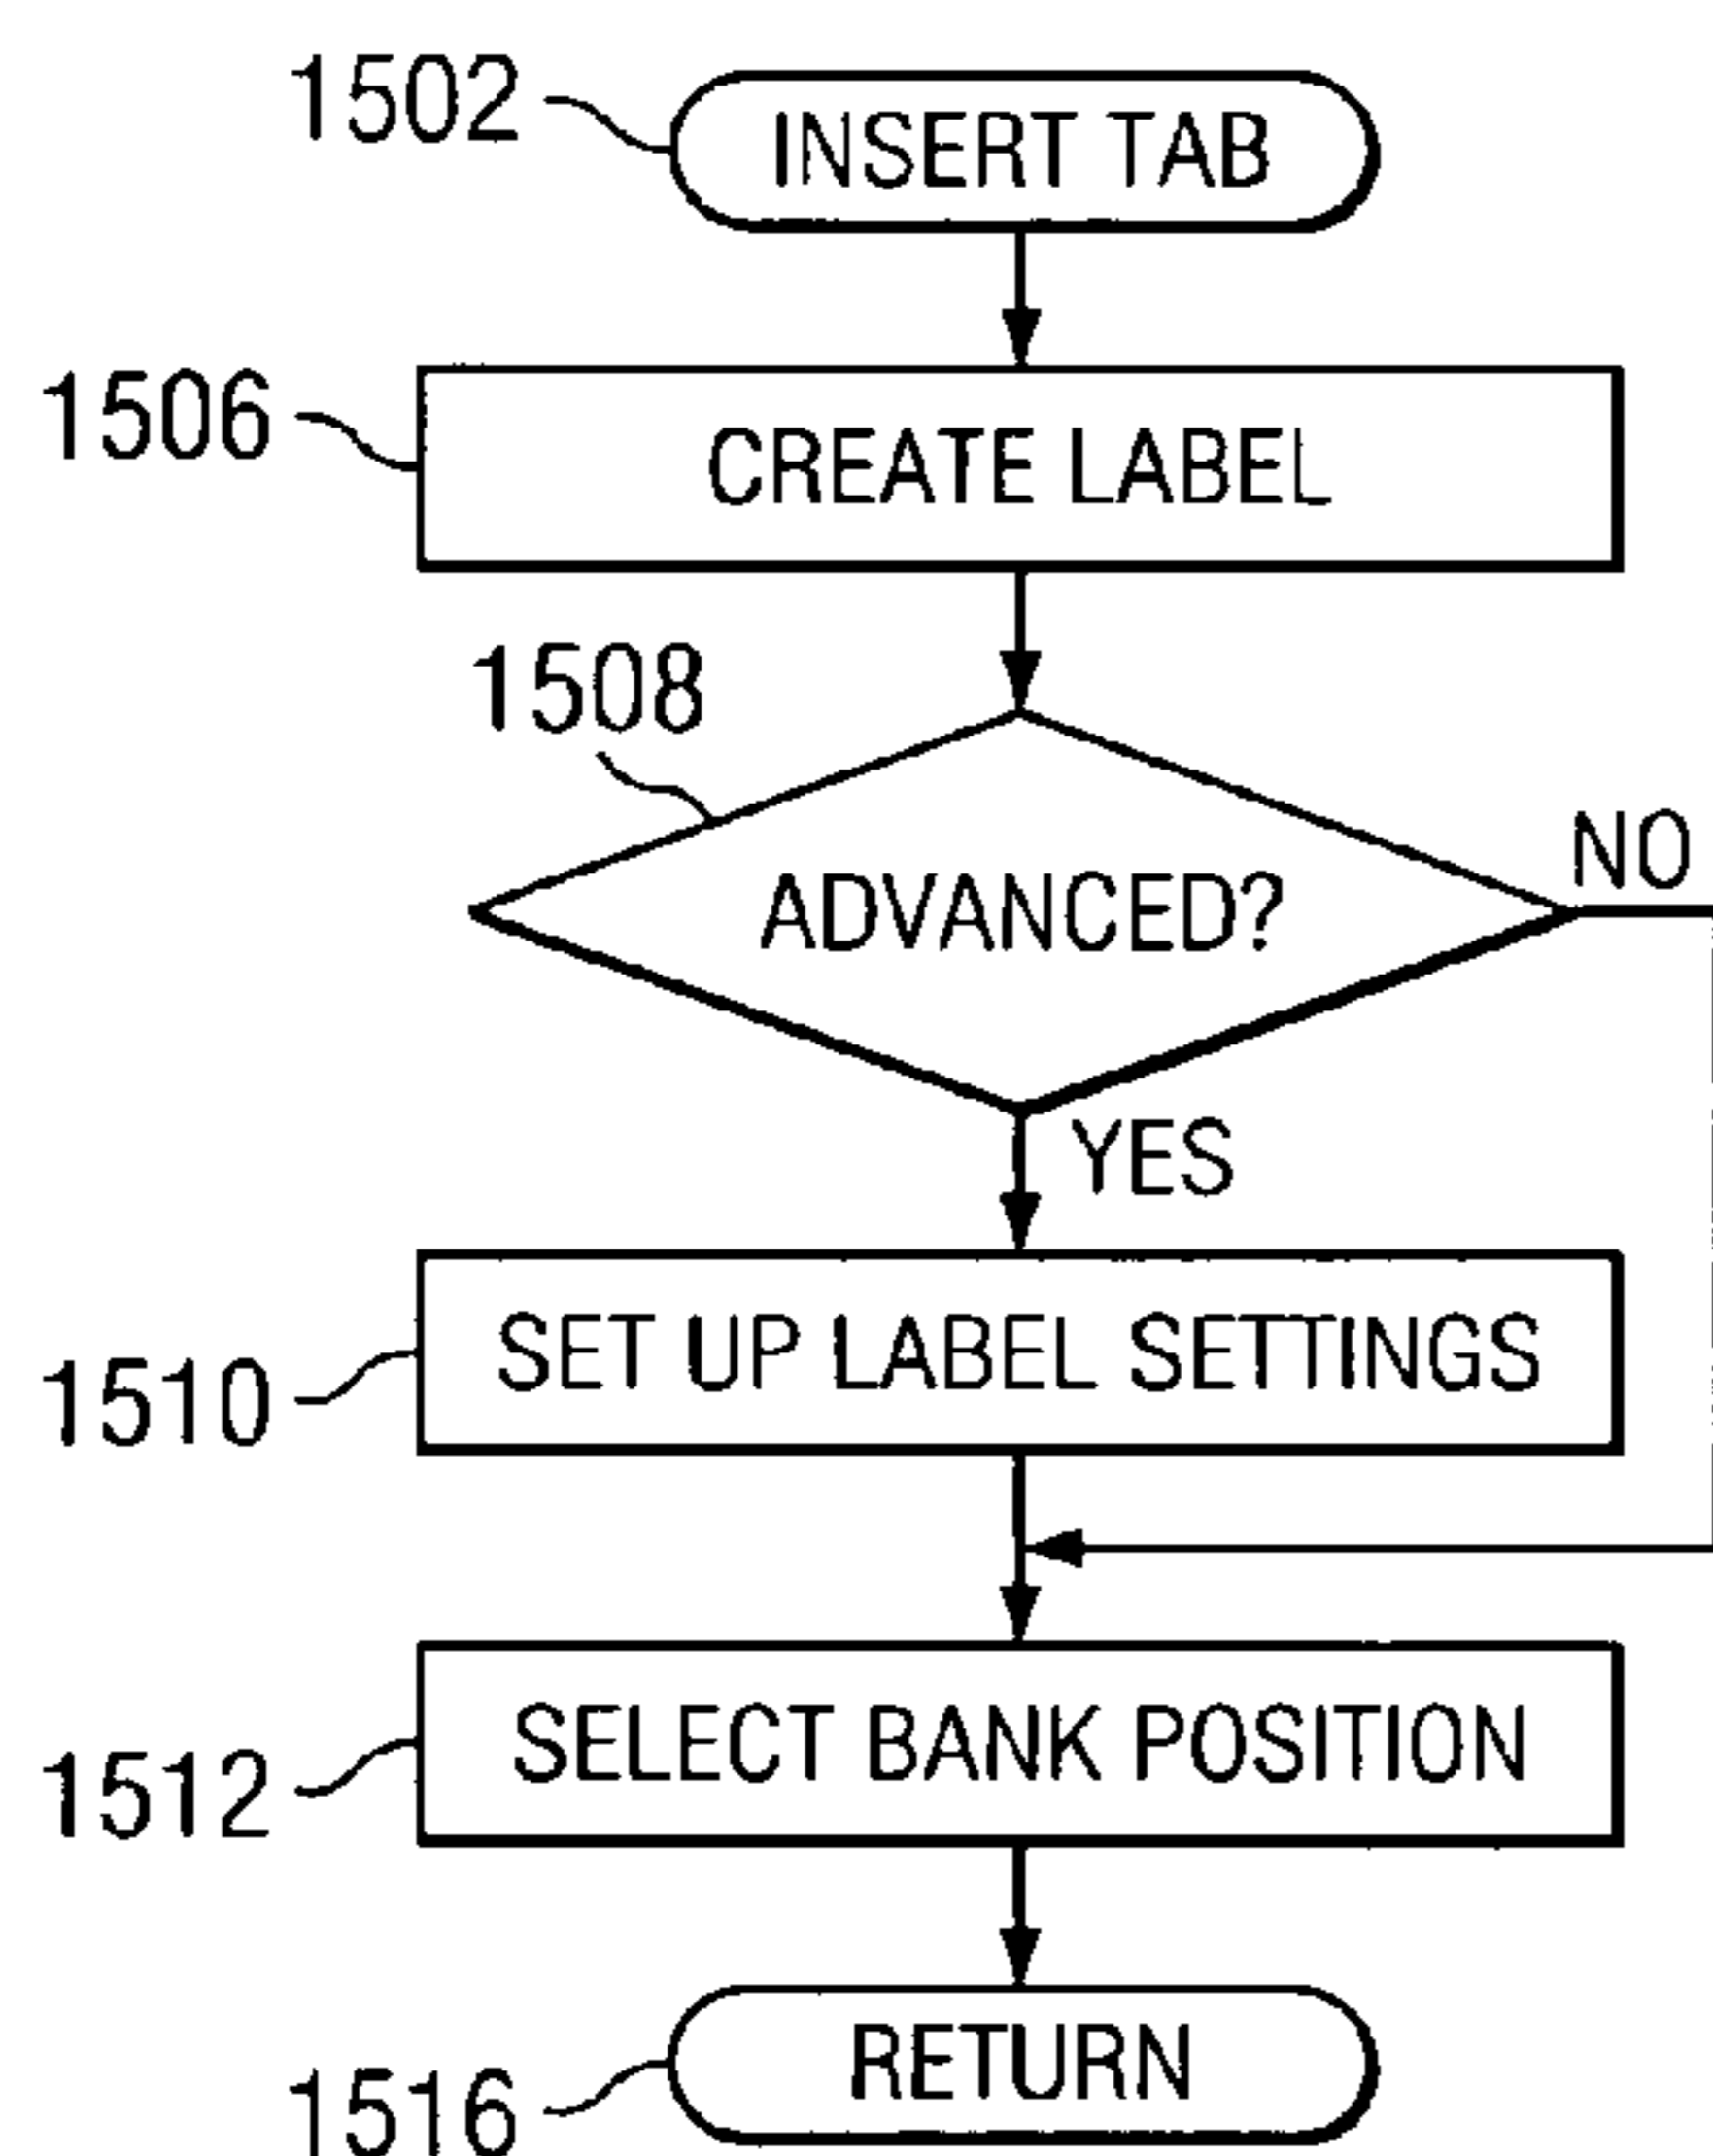 1502
INSERT TAB
1506
CREATE LABEL
1508
ADVANCED?
NO
YES
1510
SET UP LABEL SETTINGS
1512
SELECT BANK POSITION
1516
RETURN